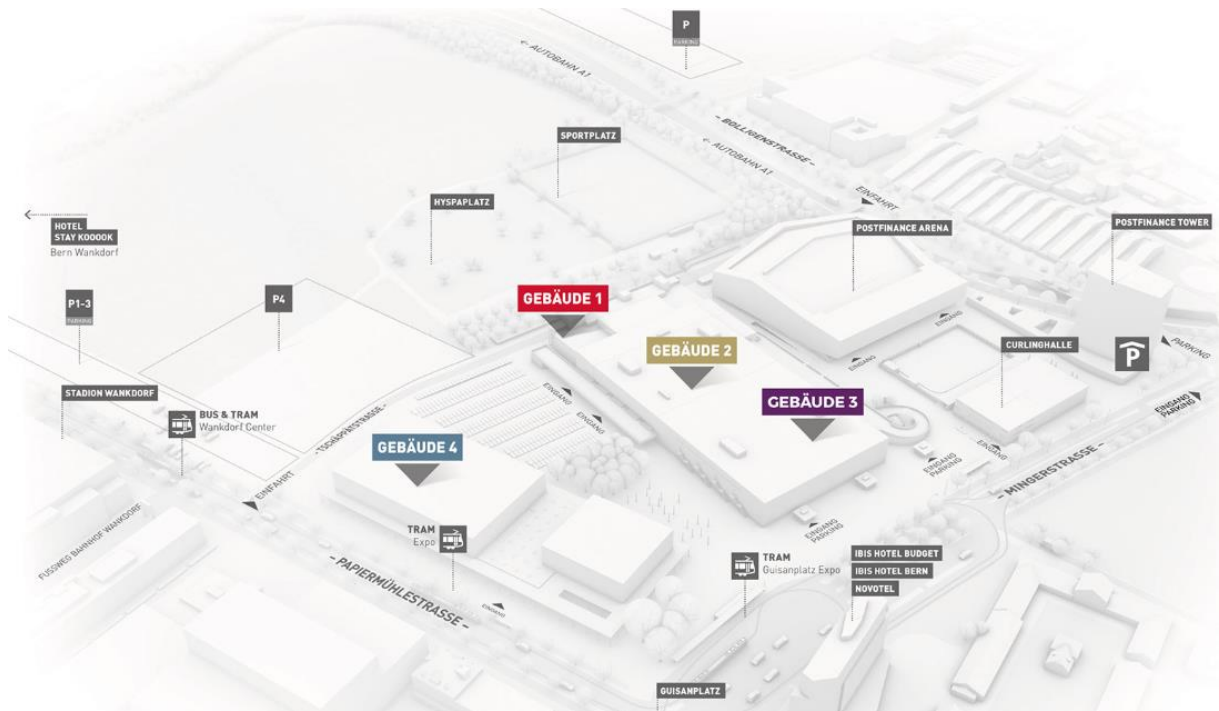 P
PARKING
← AUTOBAHN A1
– BOLLIGENSTRASSE –
SPORTPLATZ
← AUTOBAHN A1
EINFAHRT
HYSPAPLATZ
HOTEL
STAY KOOOOK
Bern Wankdorf
POSTFINANCE ARENA
POSTFINANCE TOWER
P1-3
PARKING
P4
GEBÄUDE 1
GEBÄUDE 2
GEBÄUDE 3
GEBÄUDE 4
EINGANG
EINGANG
CURLINGHALLE
P
PARKING
STADION WANKDORF
BUS & TRAM
Wankdorf Center
– TSCHÄPPÄTSTRASSE –
EINGANG
EINGANG
EINGANG
PARKING
EINGANG
EINGANG
PARKING
– MINGERSTRASSE –
EINFAHRT
FUSSWEG BAHNHOF WANKDORF
TRAM
Expo
EINGANG
PARKING
– PAPIERMÜHLESTRASSE –
EINGANG
TRAM
Guisanplatz Expo
IBIS HOTEL BUDGET
IBIS HOTEL BERN
NOVOTEL
GUISANPLATZ